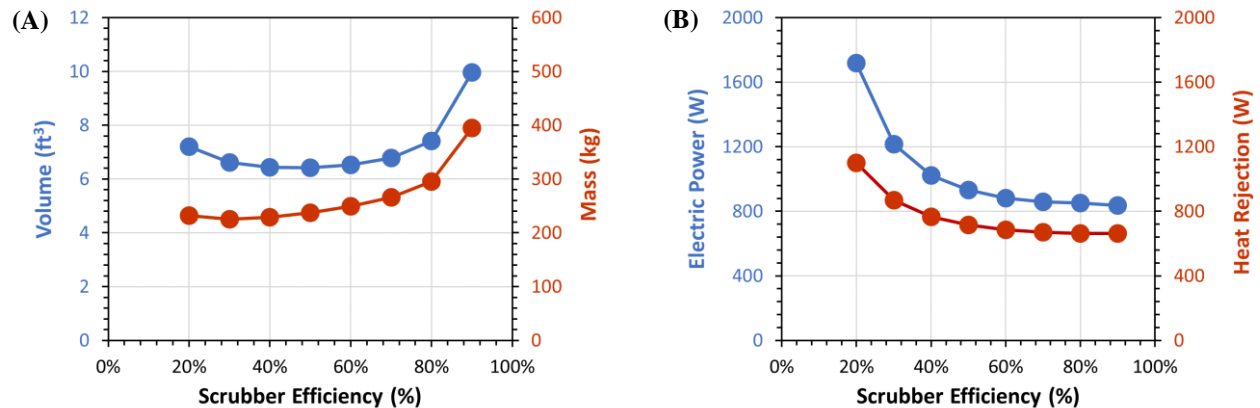 (A)
Volume (ft³)
12
10
8
6
4
2
0
600
500
400
300
200
100
0
Mass (kg)
0% 20% 40% 60% 80% 100%
Scrubber Efficiency (%)
(B)
Electric Power (W)
2000
1600
1200
800
400
0
2000
1600
1200
800
400
0
Heat Rejection (W)
0% 20% 40% 60% 80% 100%
Scrubber Efficiency (%)